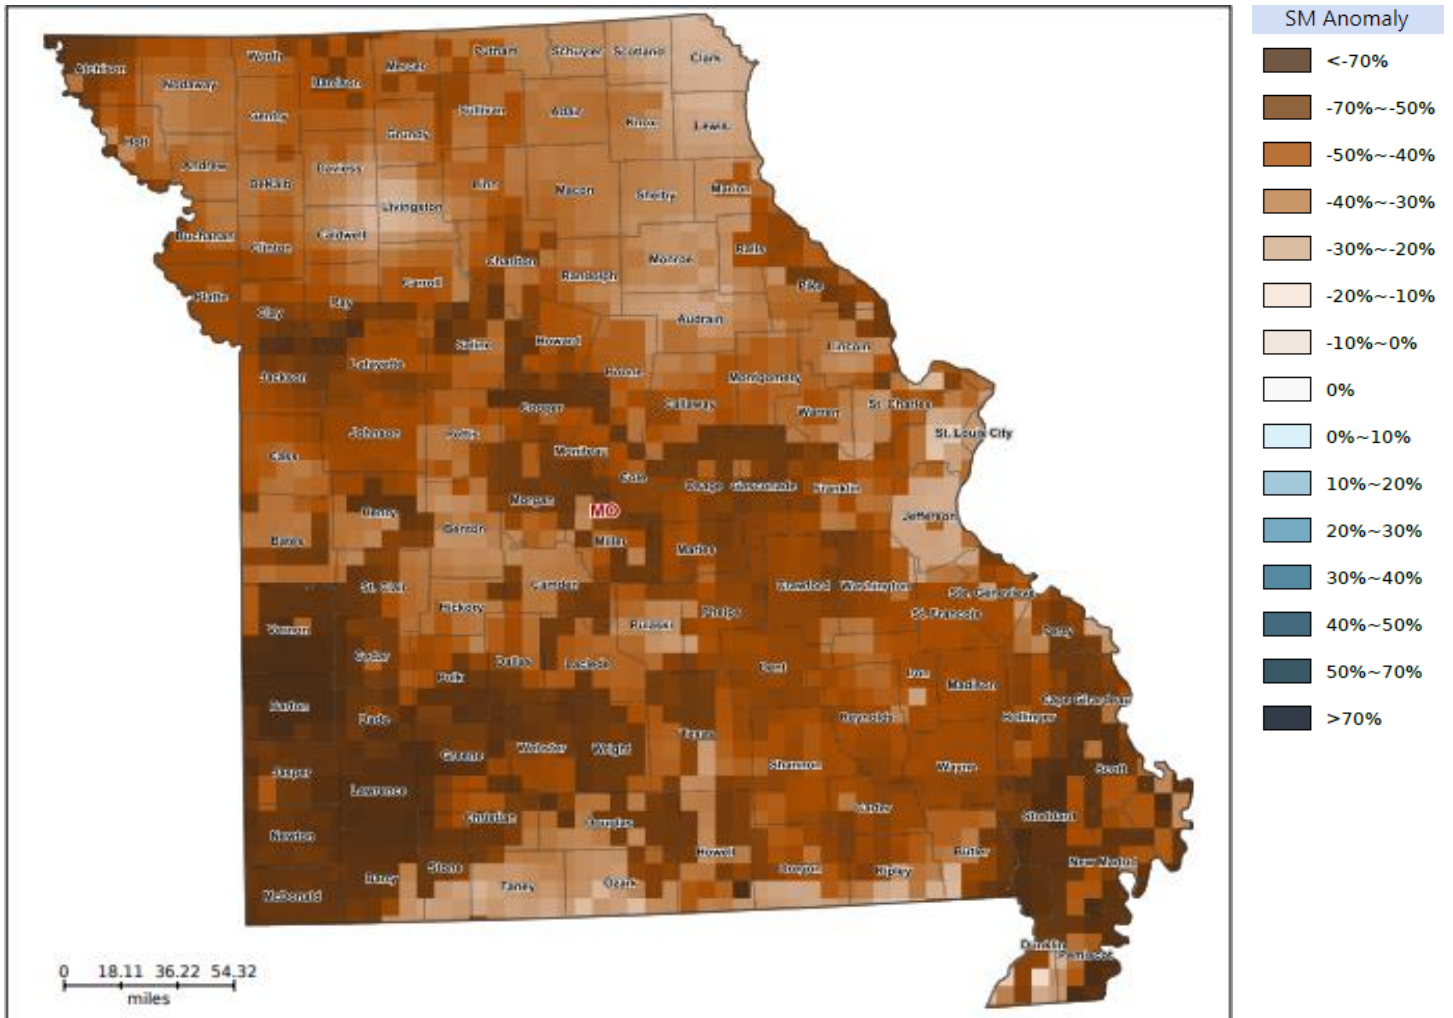 SM Anomaly
<-70%
-70%~-50%
-50%~-40%
-40%~-30%
-30%~-20%
-20%~-10%
-10%~0%
0%
0%~10%
10%~20%
20%~30%
30%~40%
40%~50%
50%~70%
>70%
Atchison
Worth
Nodaway
Harrison
Mercer
Putnam
Schuyler
Scotland
Clark
Gentry
Sullivan
Adair
Knox
Lewis
Holt
Grundy
Andrew
DeKalb
Daviess
Linn
Macon
Shelby
Marion
Livingston
Buchanan
Clinton
Caldwell
Chariton
Randolph
Monroe
Ralls
Platte
Clay
Ray
Carroll
Pike
Audrain
Saline
Howard
Lincoln
Jackson
Lafayette
Boone
Montgomery
Cooper
Callaway
Warren
St. Charles
Johnson
Pettis
St. Louis City
Cass
Moniteau
Cole
Osage
Gasconade
Franklin
Henry
Morgan
MO
Jefferson
Benton
Bates
Miller
Maries
St. Clair
Camden
Crawford
Washington
Ste. Genevieve
Hickory
Phelps
St. Francois
Vernon
Pulaski
Perry
Cedar
Polk
Dallas
Laclede
Dent
Iron
Madison
Barton
Dade
Cape Girardeau
Reynolds
Bollinger
Texas
Greene
Webster
Wright
Jasper
Shannon
Wayne
Scott
Lawrence
Christian
Douglas
Carter
Stoddard
Newton
Howell
Butler
New Madrid
Barry
Stone
Taney
Ozark
Oregon
Ripley
McDonald
Dunklin
Pemiscot
0 18.11 36.22 54.32
miles